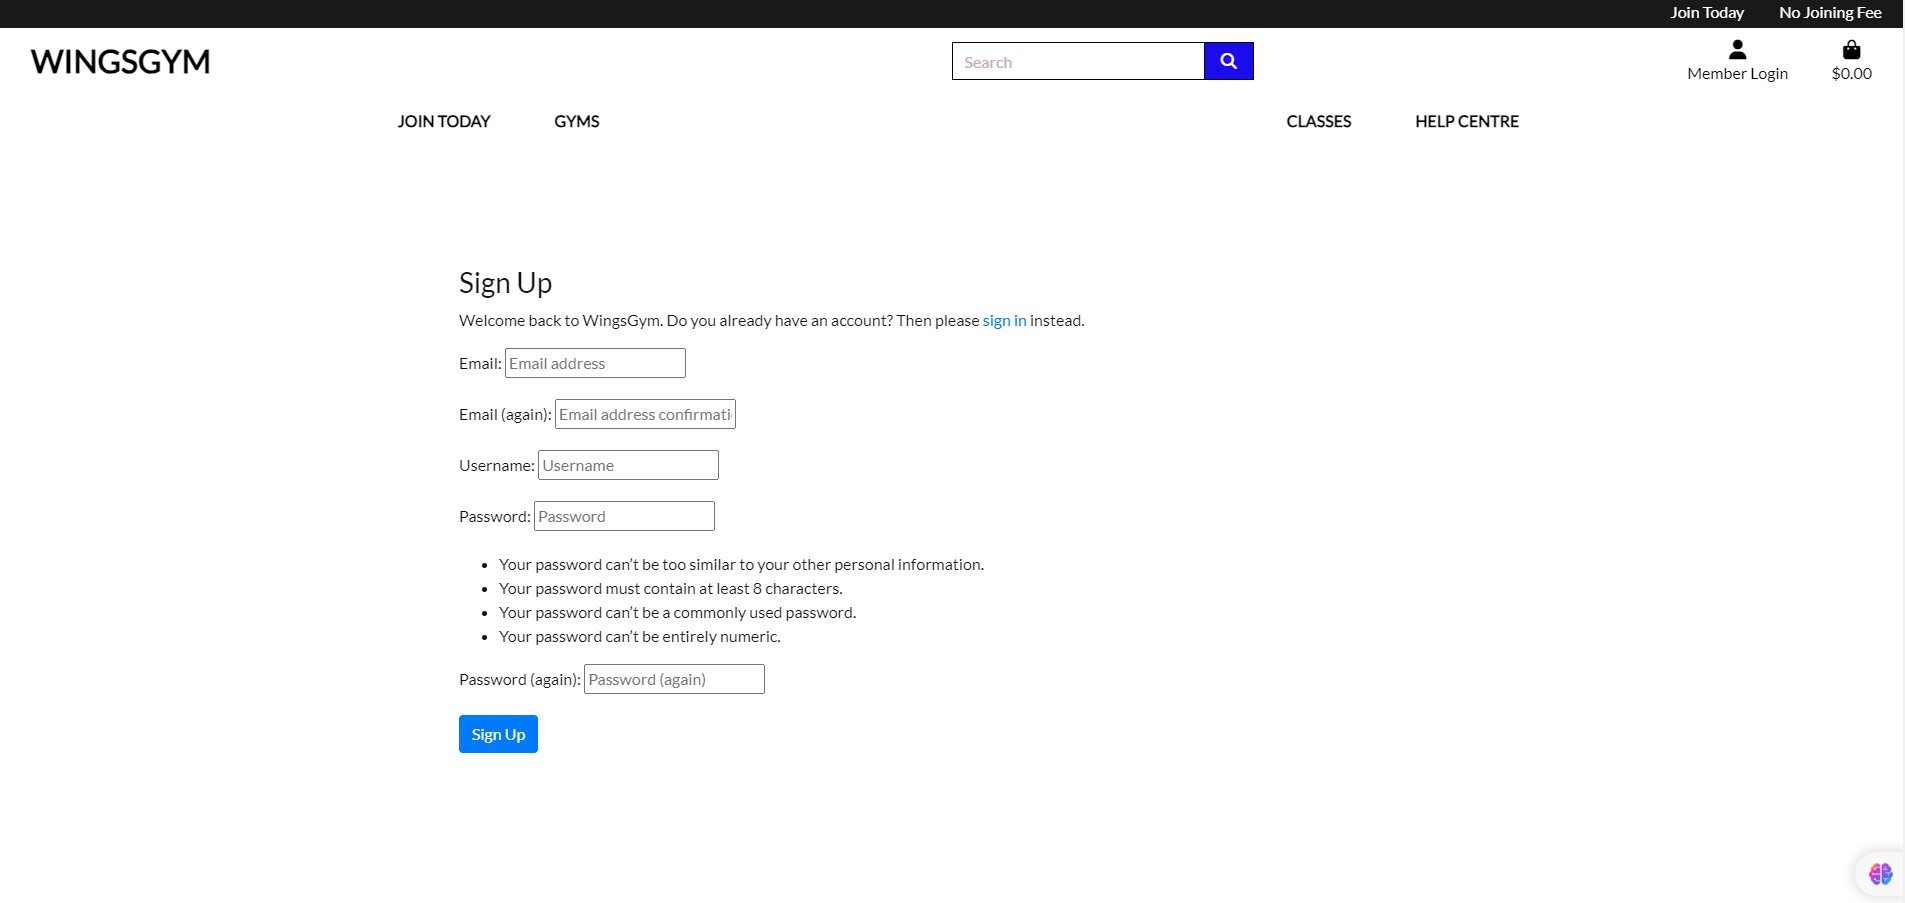 Join Today No Joining Fee
WINGSGYM
Search
Member Login
$0.00
JOIN TODAY GYMS CLASSES HELP CENTRE
Sign Up
Welcome back to WingsGym. Do you already have an account? Then please sign in instead.
Email: Email address
Email (again): Email address confirmati
Username: Username
Password: Password
Your password can’t be too similar to your other personal information.
Your password must contain at least 8 characters.
Your password can’t be a commonly used password.
Your password can’t be entirely numeric.
Password (again): Password (again)
Sign Up